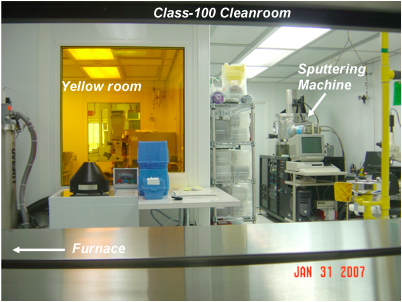 Class-100 Cleanroom
Yellow room
Sputtering
Machine
Furnace
JAN 31 2007